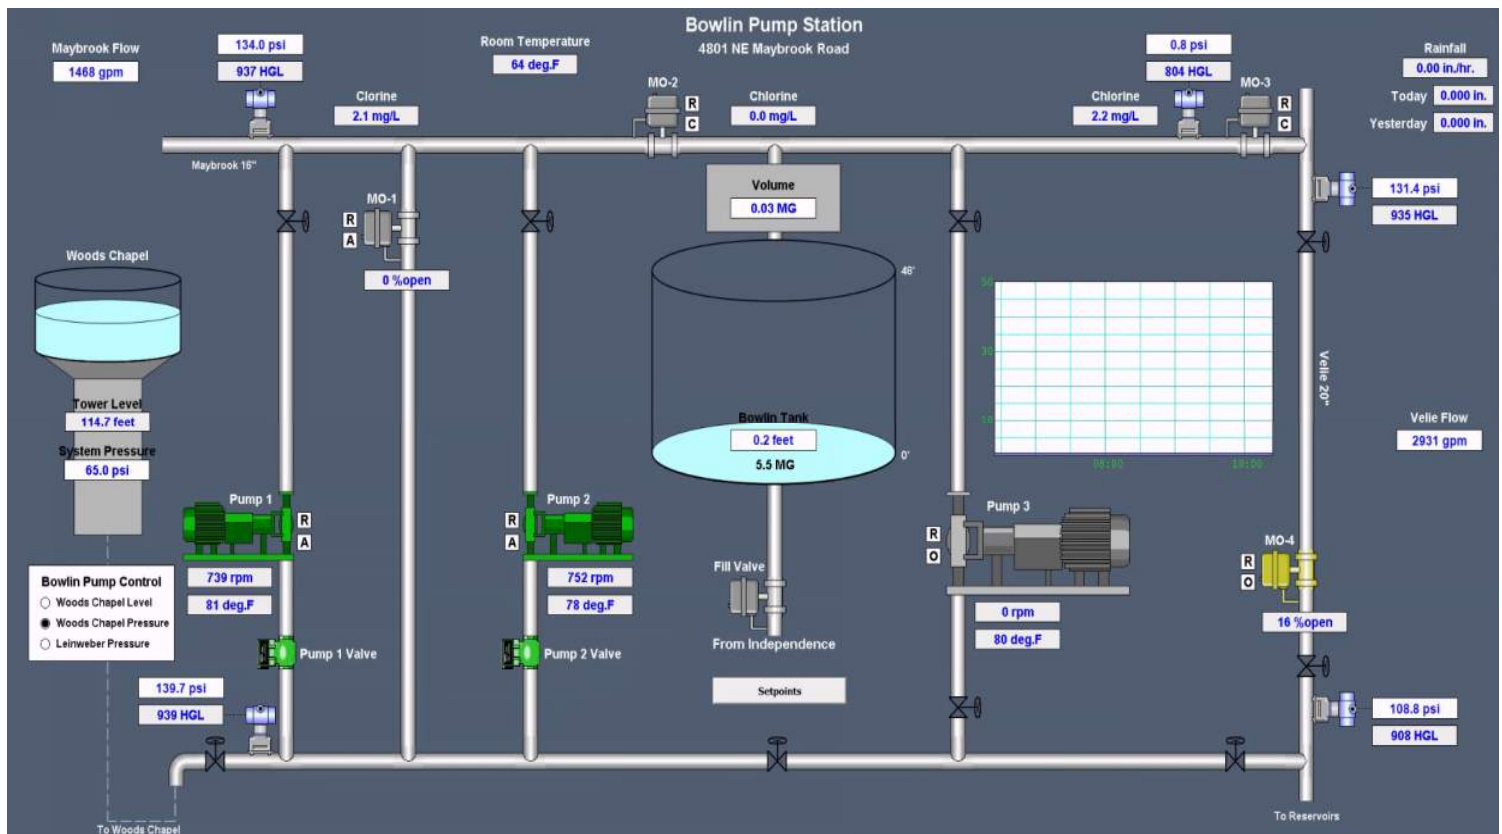 Bowlin Pump Station
4801 NE Maybrook Road
Maybrook Flow
1468 gpm
134.0 psi
937 HGL
Room Temperature
64 deg.F
0.8 psi
804 HGL
Rainfall
0.00 in./hr.
Today 0.000 in.
Yesterday 0.000 in.
Clorine
2.1 mg/L
MO-2
R
C
Chlorine
0.0 mg/L
Chlorine
2.2 mg/L
MO-3
R
C
Maybrook 16"
MO-1
R
A
0 %open
Volume
0.03 MG
131.4 psi
935 HGL
Woods Chapel
48'
50
30
10
06:00
10:00
Velie 20"
Tower Level
114.7 feet
System Pressure
65.0 psi
Bowlin Tank
0.2 feet
5.5 MG
0'
Velie Flow
2931 gpm
Pump 1
R
A
739 rpm
81 deg.F
Pump 1 Valve
Pump 2
R
A
752 rpm
78 deg.F
Pump 2 Valve
Fill Valve
From Independence
Setpoints
Pump 3
R
O
0 rpm
80 deg.F
MO-4
R
O
16 %open
Bowlin Pump Control
Woods Chapel Level
Woods Chapel Pressure
Leinweber Pressure
139.7 psi
939 HGL
108.8 psi
908 HGL
To Woods Chapel
To Reservoirs